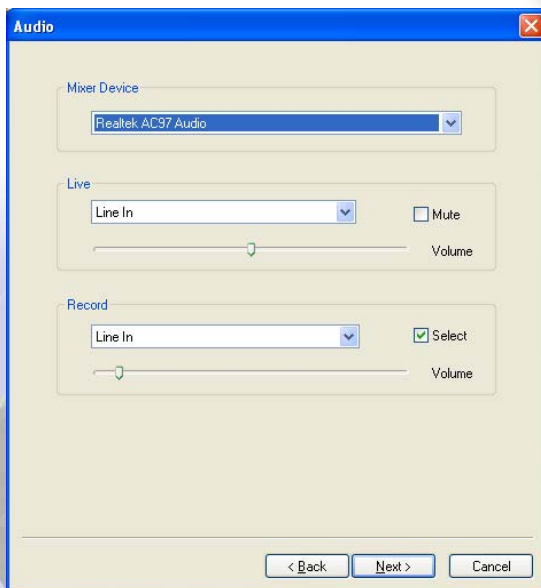 Audio
Mixer Device
Realtek AC97 Audio
Live
Line In
Mute
Volume
Record
Line In
Select
Volume
< Back
Next >
Cancel